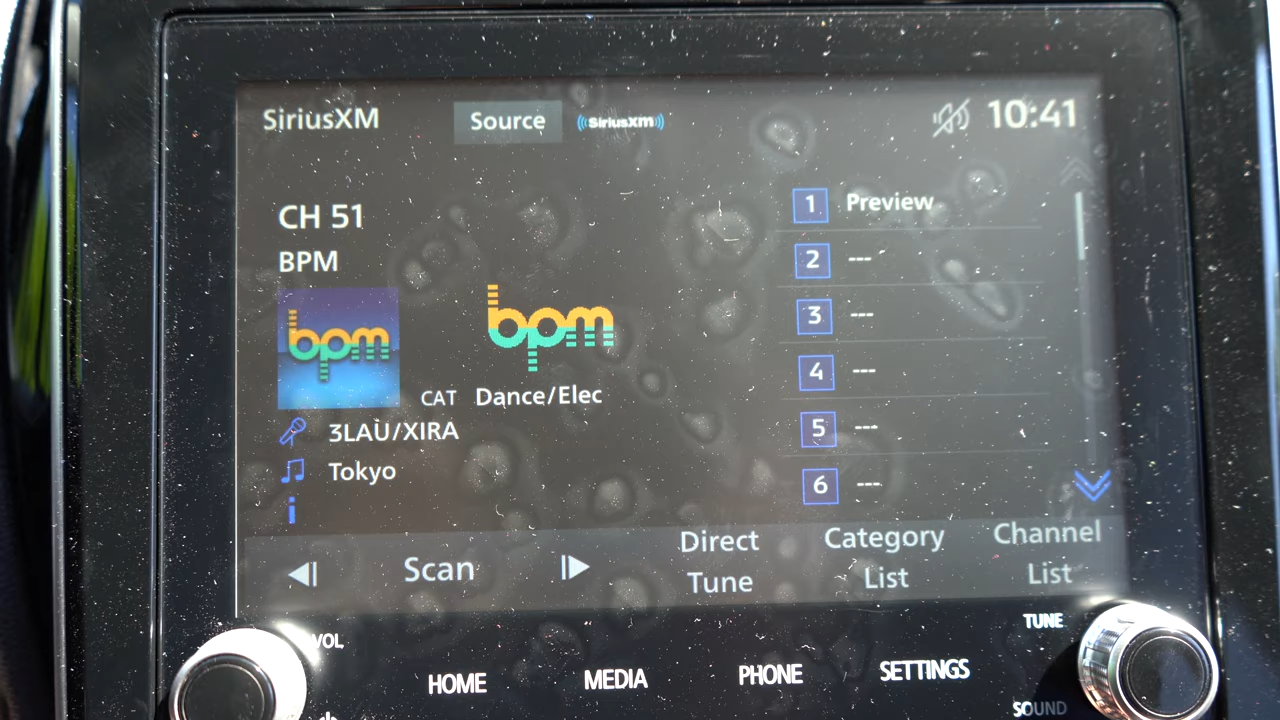 SiriusXM
Source
((SiriusXM))
10:41
CH 51
BPM
bpm
bpm
CAT Dance/Elec
3LAU/XIRA
Tokyo
i
1 Preview
2 ---
3 ---
4 ---
5 ---
6 ---
Scan
Direct
Tune
Category
List
Channel
List
VOL
HOME
MEDIA
PHONE
SETTINGS
TUNE
SOUND